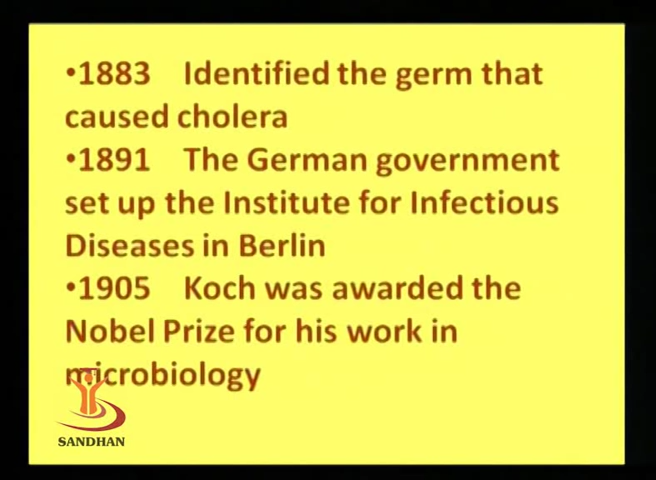 •1883 Identified the germ that
caused cholera
•1891 The German government
set up the Institute for Infectious
Diseases in Berlin
•1905 Koch was awarded the
Nobel Prize for his work in
microbiology
SANDHAN